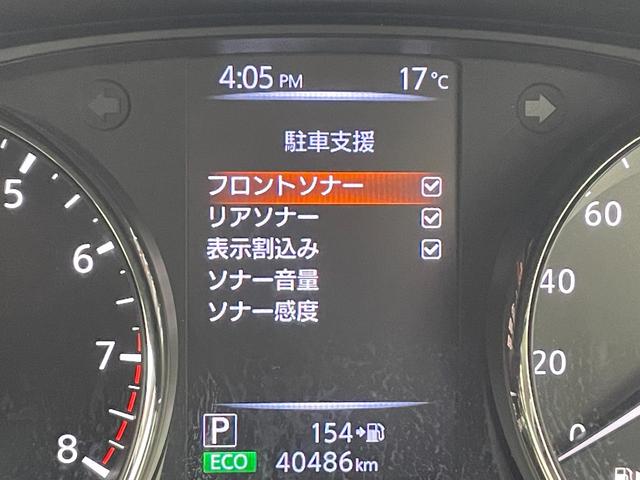 4:05 PM 17°C
駐車支援
フロントソナー
リアソナー
表示割込み
ソナー音量
ソナー感度
P 154
ECO 40486km
5
6
7
8
60
40
20
0